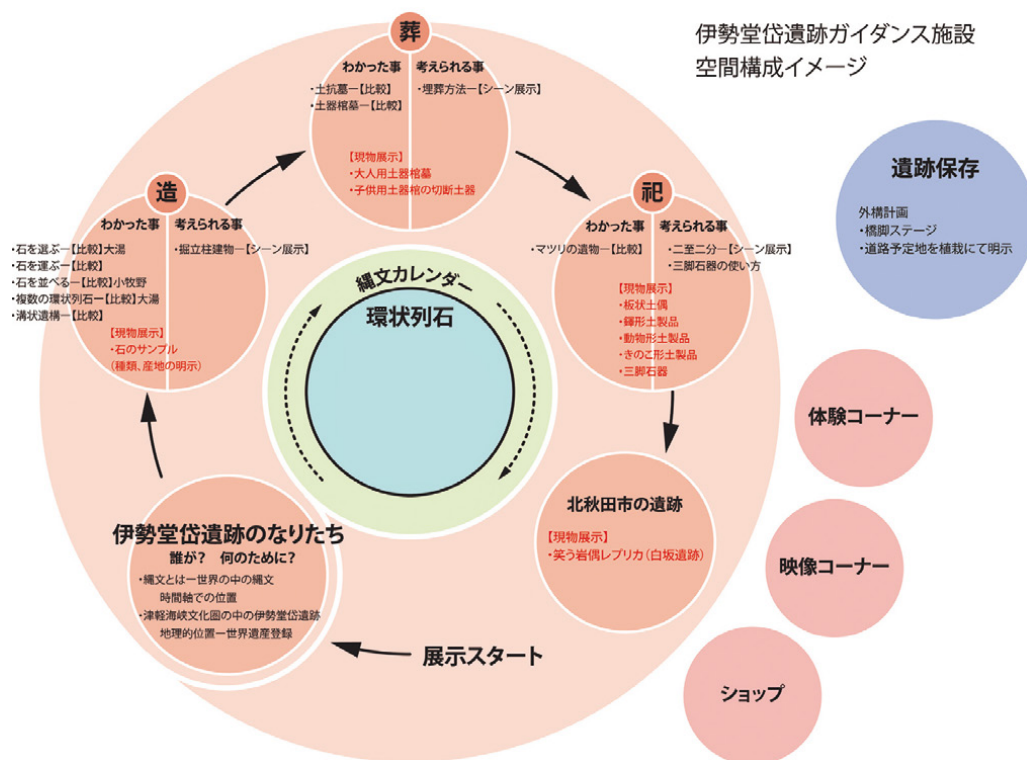 伊勢堂岱遺跡ガイダンス施設
空間構成イメージ
葬
わかった事
・土抗墓ー【比較】
・土器棺墓ー【比較】
考えられる事
・埋葬方法ー【シーン展示】
【現物展示】
・大人用土器棺墓
・子供用土器棺の切断土器
造
わかった事
・石を選ぶー【比較】大湯
・石を運ぶー【比較】
・石を並べるー【比較】小牧野
・複数の環状列石ー【比較】大湯
・溝状遺構ー【比較】
考えられる事
・掘立柱建物ー【シーン展示】
【現物展示】
・石のサンプル
(種類、産地の明示)
祀
わかった事
・マツリの遺物ー【比較】
考えられる事
・二至二分ー【シーン展示】
・三脚石器の使い方
【現物展示】
・板状土偶
・鐸形土製品
・動物形土製品
・きのこ形土製品
・三脚石器
縄文カレンダー
環状列石
伊勢堂岱遺跡のなりたち
誰が? 何のために?
・縄文とはー世界の中の縄文
時間軸での位置
・津軽海峡文化圏の中の伊勢堂岱遺跡
地理的位置ー世界遺産登録
展示スタート
北秋田市の遺跡
【現物展示】
・笑う岩偶レプリカ(白坂遺跡)
遺跡保存
外構計画
・橋脚ステージ
・道路予定地を植栽にて明示
体験コーナー
映像コーナー
ショップ